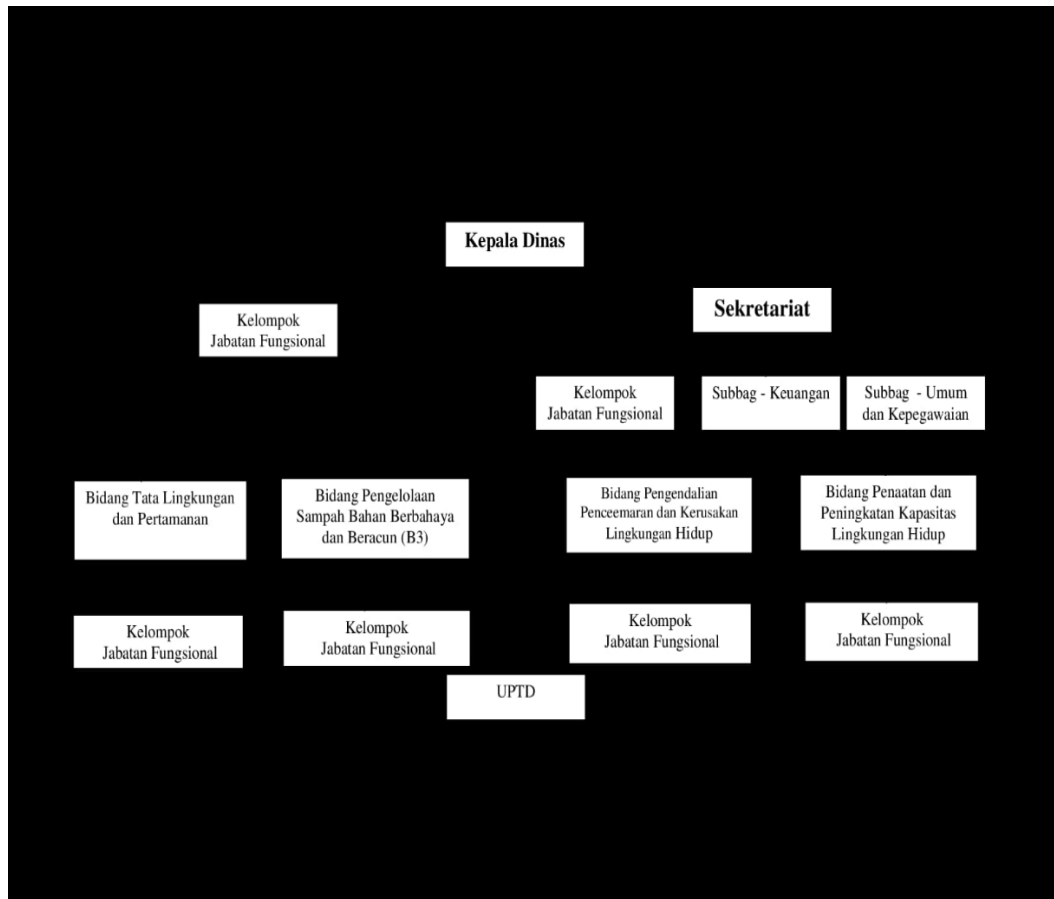 Kepala Dinas
Sekretariat
Kelompok
Jabatan Fungsional
Kelompok
Jabatan Fungsional
Subbag - Keuangan
Subbag - Umum
dan Kepegawaian
Bidang Tata Lingkungan
dan Pertamanan
Bidang Pengelolaan
Sampah Bahan Berbahaya
dan Beracun (B3)
Bidang Pengendalian
Penceemaran dan Kerusakan
Lingkungan Hidup
Bidang Penaatan dan
Peningkatan Kapasitas
Lingkungan Hidup
Kelompok
Jabatan Fungsional
Kelompok
Jabatan Fungsional
Kelompok
Jabatan Fungsional
Kelompok
Jabatan Fungsional
UPTD